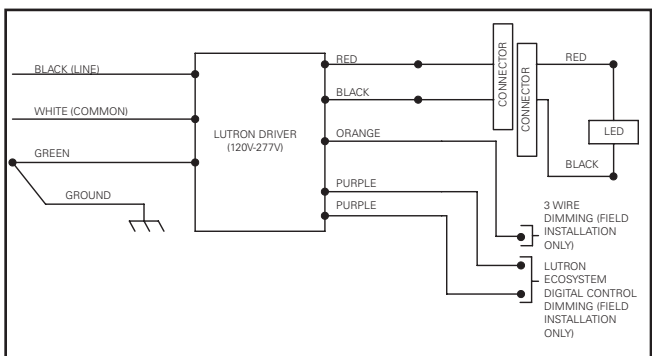 BLACK (LINE)
WHITE (COMMON)
GREEN
GROUND
LUTRON DRIVER
(120V-277V)
RED
BLACK
ORANGE
PURPLE
PURPLE
CONNECTOR
CONNECTOR
RED
LED
BLACK
3 WIRE
DIMMING (FIELD
INSTALLATION
ONLY)
LUTRON
ECOSYSTEM
DIGITAL CONTROL
DIMMING (FIELD
INSTALLATION
ONLY)